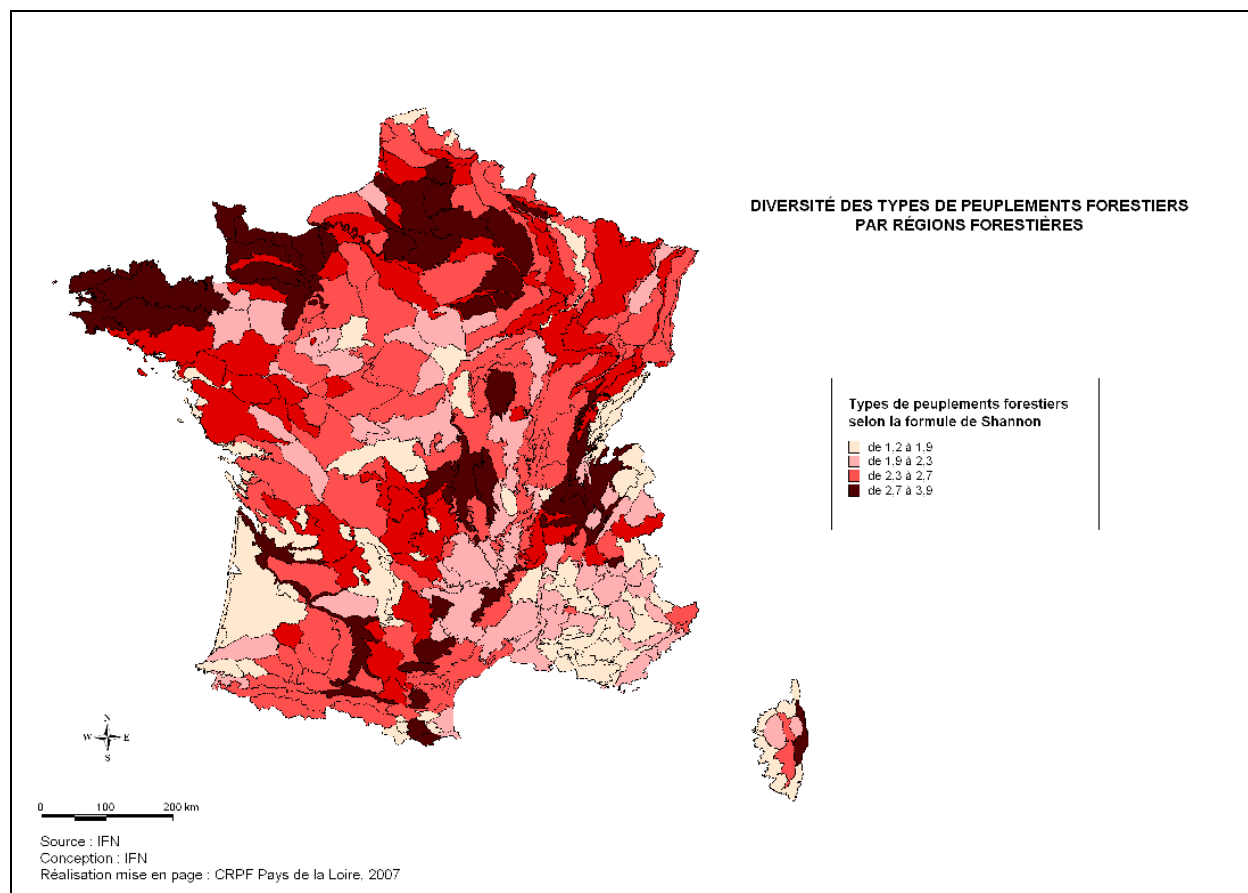 DIVERSITÉ DES TYPES DE PEUPLEMENTS FORESTIERS
PAR RÉGIONS FORESTIÈRES
Types de peuplements forestiers
selon la formule de Shannon
de 1,2 à 1,9
de 1,9 à 2,3
de 2,3 à 2,7
de 2,7 à 3,9
N
W E
S
0 100 200 km
Source : IFN
Conception : IFN
Réalisation mise en page : CRPF Pays de la Loire, 2007